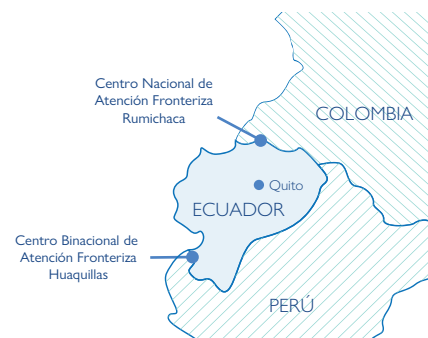 Centro Nacional de
Atención Fronteriza
Rumichaca
COLOMBIA
Quito
ECUADOR
Centro Binacional de
Atención Fronteriza
Huaquillas
PERÚ